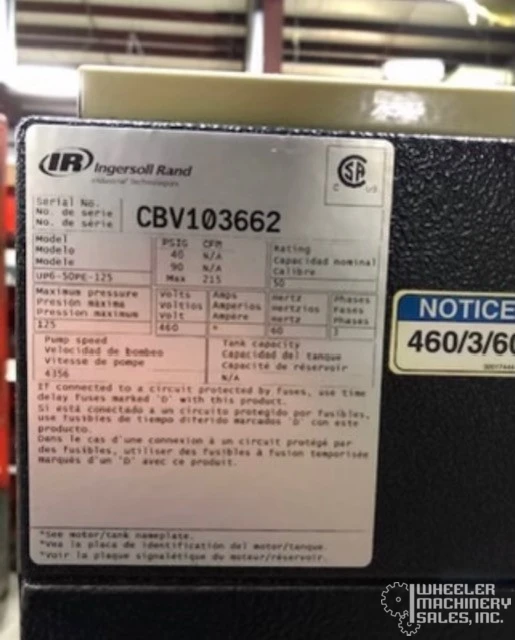 IR Ingersoll Rand
Industrial Technologies
CSA
C US
Serial No.
No. de serie
No. de série
CBV103662
Model
Modelo
Modèle
UP6-50PE-125
PSIG CFM
40 N/A
90 N/A
Max 215
Rating
Capacidad nominal
Calibre
50
Maximum pressure
Presión máxima
Pression maximum
125
Volts
Voltios
Volt
460
Amps
Amperios
Ampère
*
Hertz
Hertzios
Hertz
60
Phases
Fases
Phases
3
Pump speed
Velocidad de bombeo
Vitesse de pompe
4356
Tank capacity
Capacidad del tanque
Capacité de réservoir
N/A
If connected to a circuit protected by fuses, use time
delay fuses marked 'D' with this product.
Si está conectado a un circuito protegido por fusibles,
use fusibles de tiempo diferido marcados 'D' con este
producto.
Dans le cas d'une connexion à un circuit protégé par
des fusibles, utiliser des fusibles à fusion temporisée
marqués d'un 'D' avec ce produit.
*See motor/tank nameplate.
*Vea la placa de identificación del motor/tanque.
*Voir la plaque signalétique du moteur/réservoir.
NOTICE
460/3/60
WHEELER
MACHINERY
SALES, INC.